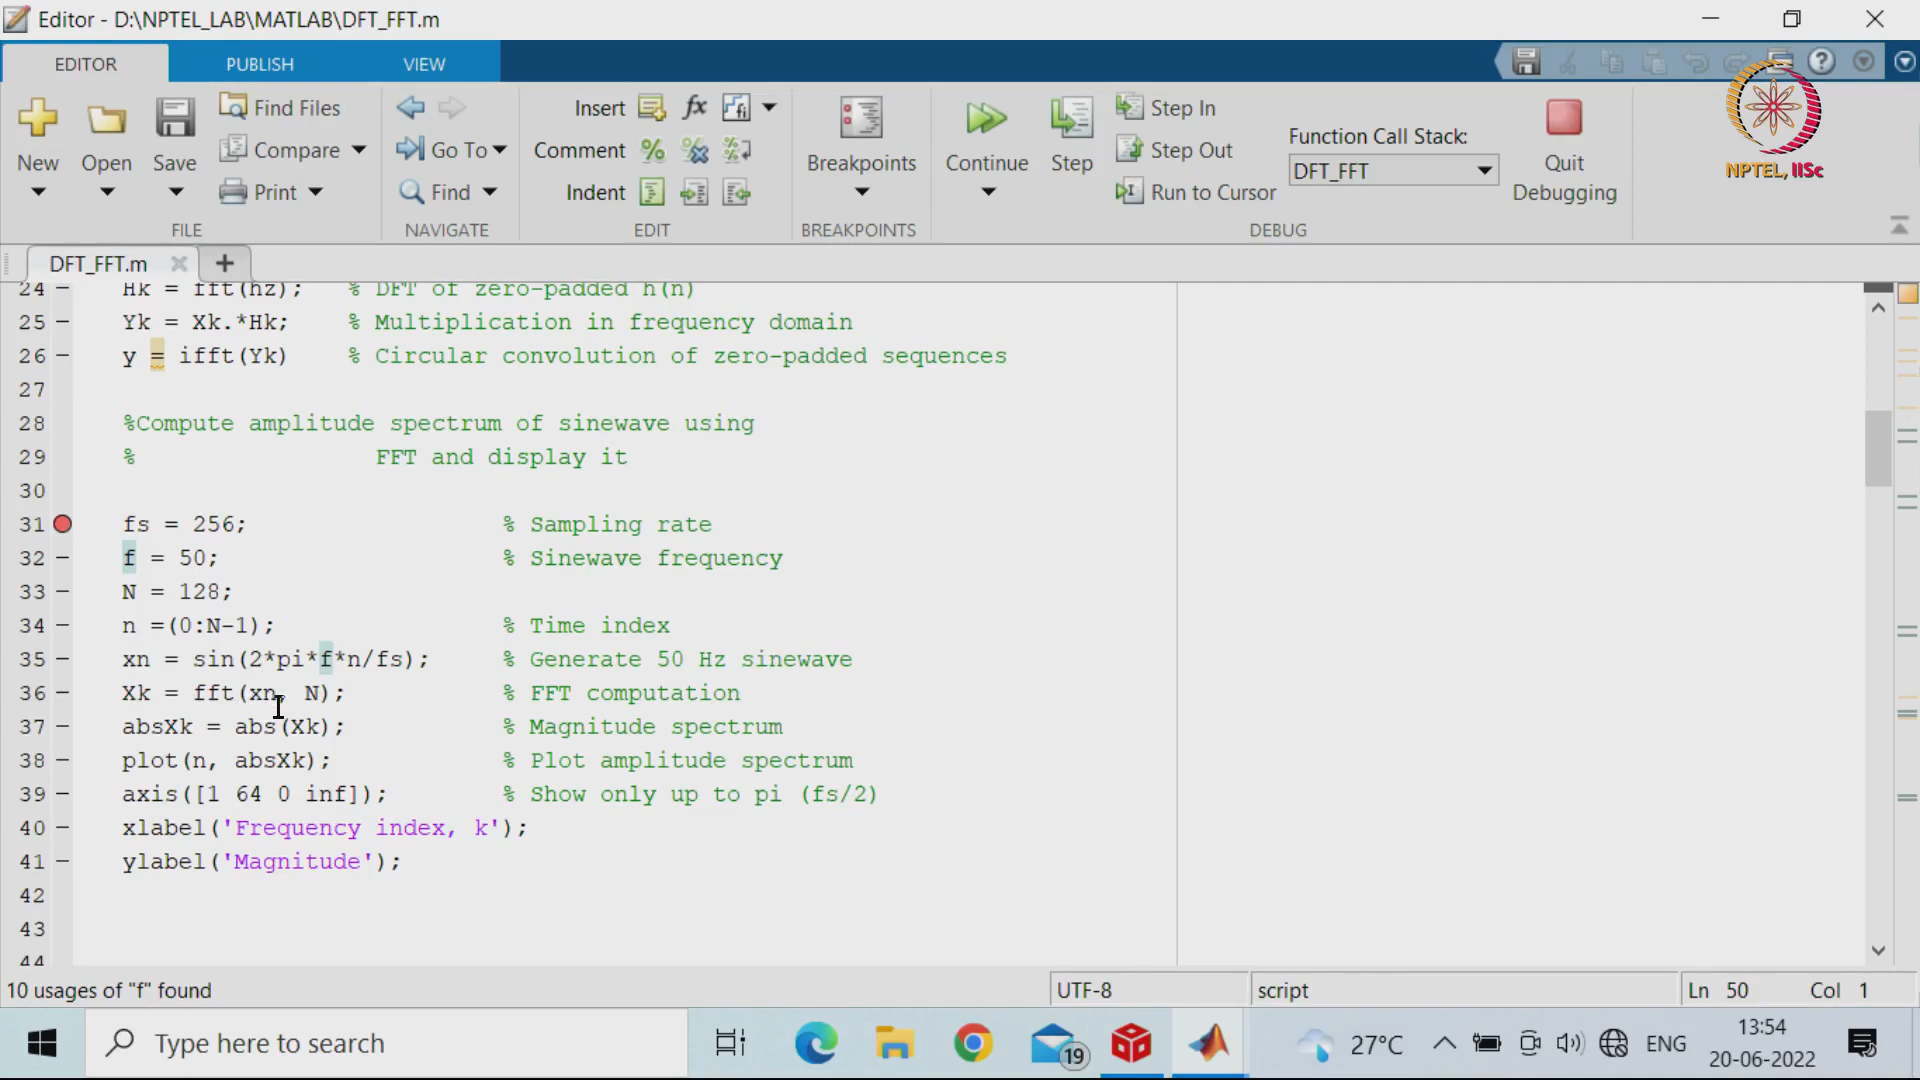 Editor - D:\NPTEL_LAB\MATLAB\DFT_FFT.m
EDITOR PUBLISH VIEW
New Open Save Find Files Compare Print
Go To Find
Insert Comment Indent
Breakpoints
Continue Step Step In Step Out Run to Cursor
Function Call Stack:
DFT_FFT
Quit Debugging
NPTEL, IISc
FILE NAVIGATE EDIT BREAKPOINTS DEBUG
DFT_FFT.m
24 Hk = fft(hz); % DFT of zero-padded h(n)
25 Yk = Xk.*Hk; % Multiplication in frequency domain
26 y = ifft(Yk) % Circular convolution of zero-padded sequences
27
28 %Compute amplitude spectrum of sinewave using
29 % FFT and display it
30
31 fs = 256; % Sampling rate
32 f = 50; % Sinewave frequency
33 N = 128;
34 n =(0:N-1); % Time index
35 xn = sin(2*pi*f*n/fs); % Generate 50 Hz sinewave
36 Xk = fft(xn, N); % FFT computation
37 absXk = abs(Xk); % Magnitude spectrum
38 plot(n, absXk); % Plot amplitude spectrum
39 axis([1 64 0 inf]); % Show only up to pi (fs/2)
40 xlabel('Frequency index, k');
41 ylabel('Magnitude');
42
43
44
10 usages of "f" found UTF-8 script Ln 50 Col 1
Type here to search 19 27°C ENG 13:54
20-06-2022